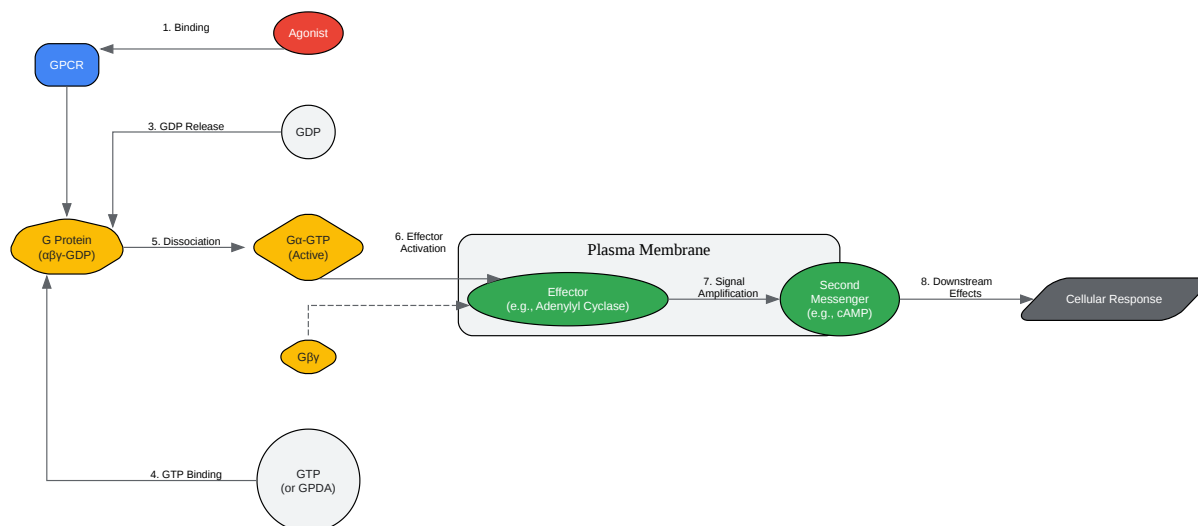 1. Binding
Agonist
GPCR
GDP
3. GDP Release
G Protein
(αβγ-GDP)
5. Dissociation
Gα-GTP
(Active)
6. Effector
Activation
Plasma Membrane
Effector
(e.g., Adenylyl Cyclase)
7. Signal
Amplification
Second
Messenger
(e.g., cAMP)
8. Downstream
Effects
Cellular Response
Gβγ
4. GTP Binding
GTP
(or GPDA)